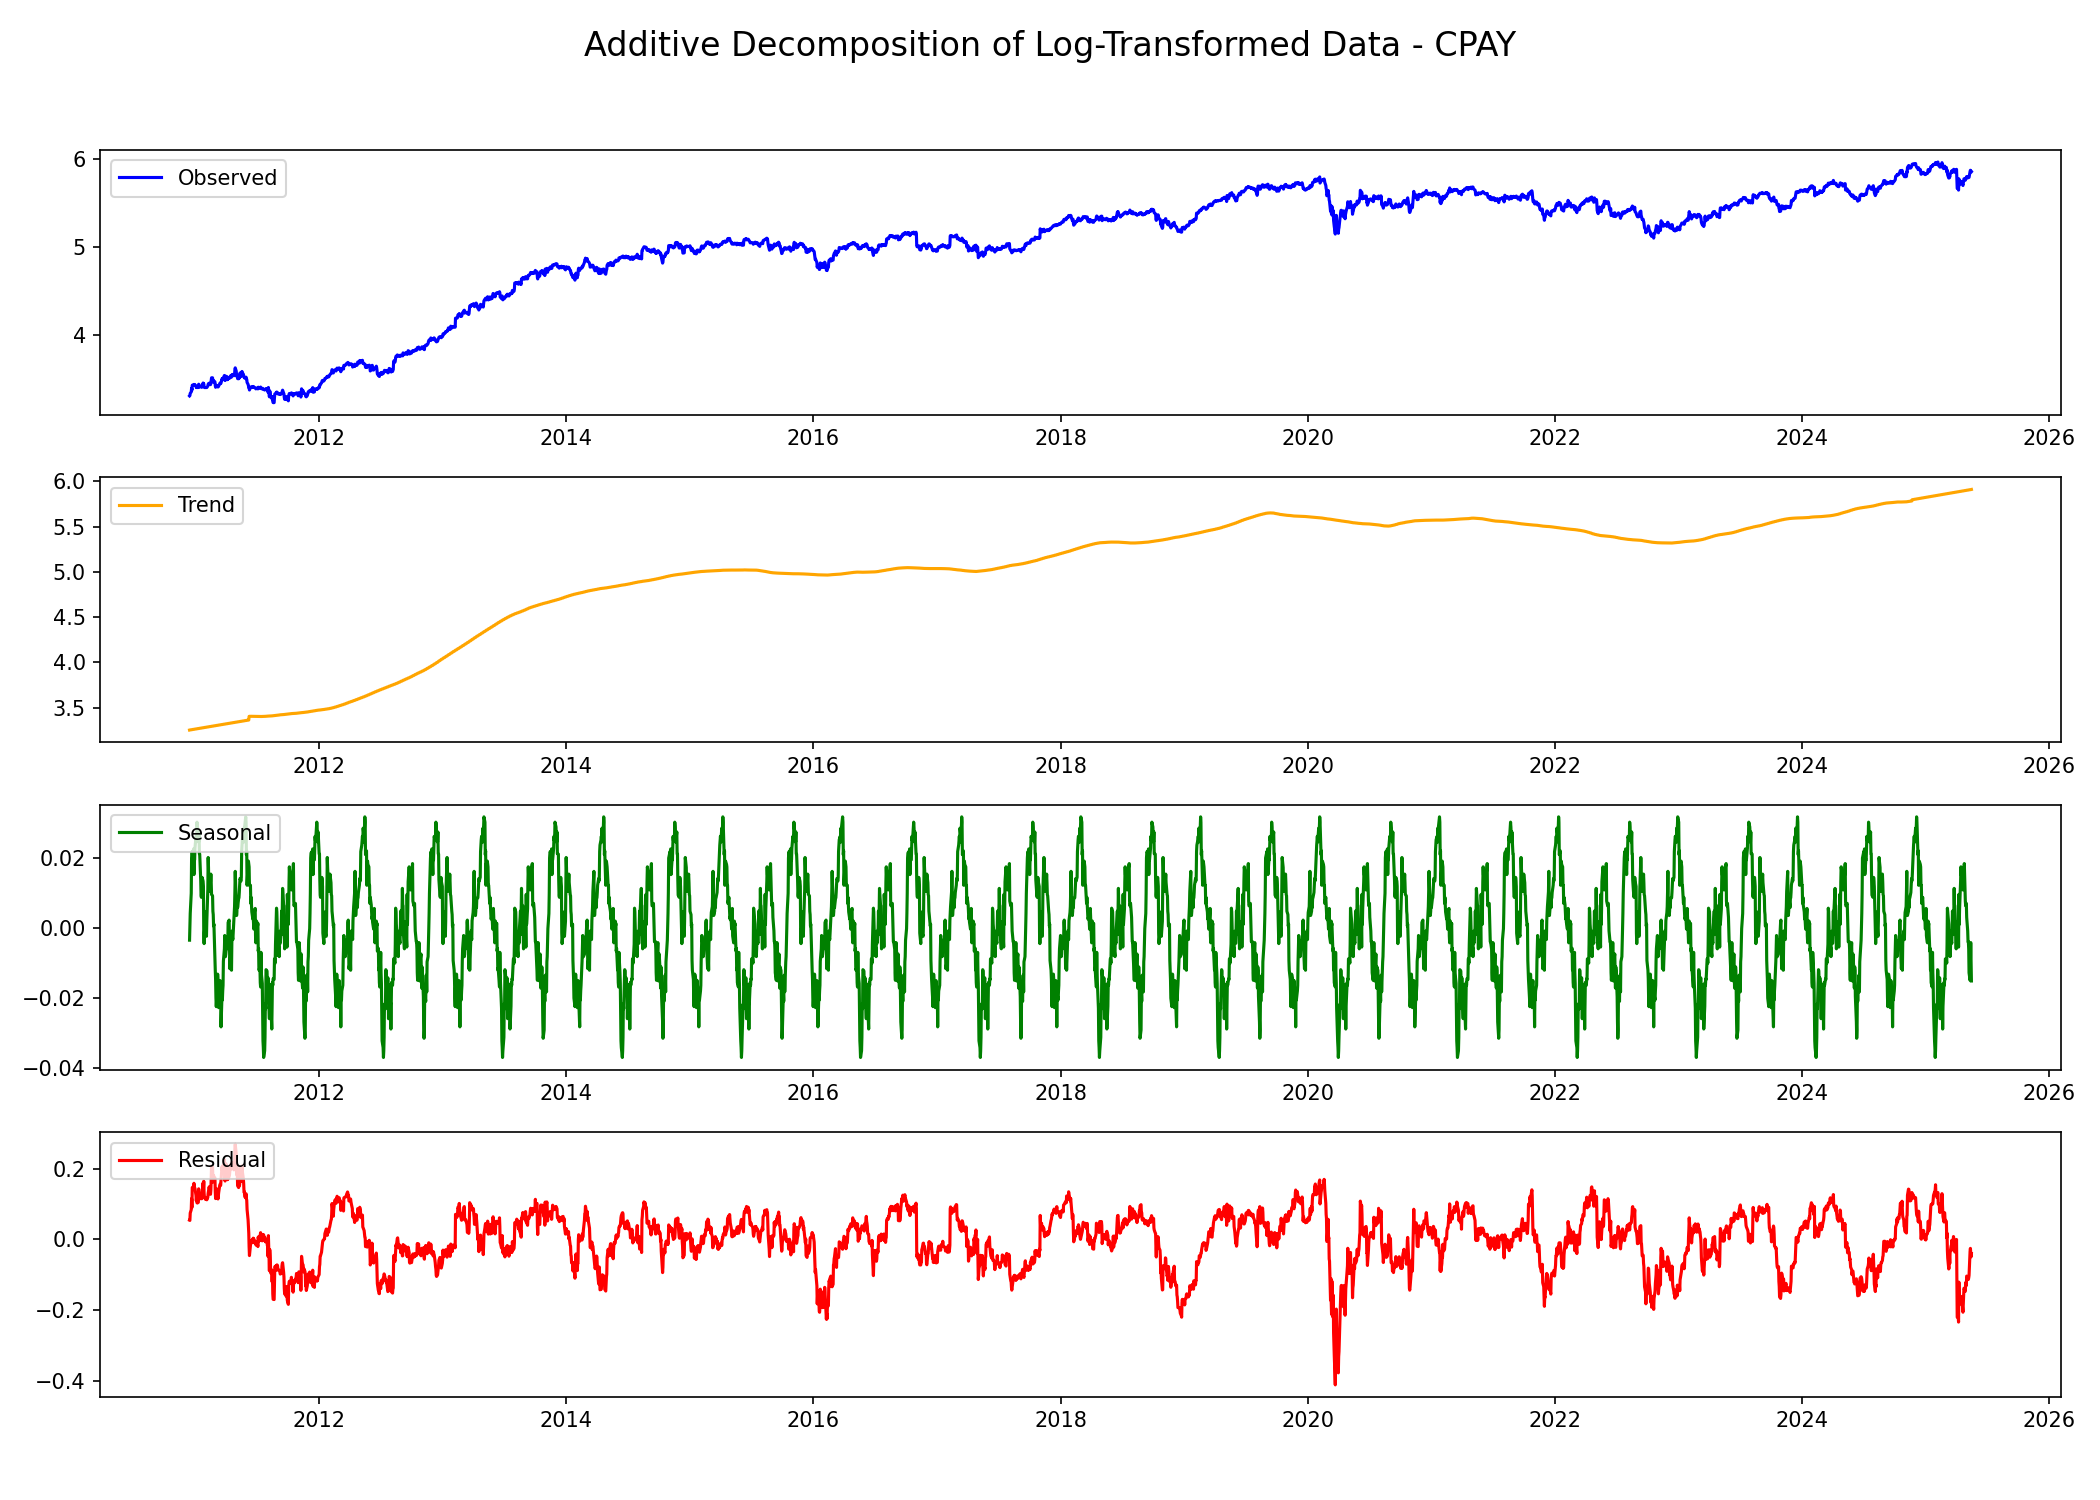 Additive Decomposition of Log-Transformed Data - CPAY
6
Observed
5
4
2012 2014 2016 2018 2020 2022 2024 2026
6.0
Trend
5.5
5.0
4.5
4.0
3.5
2012 2014 2016 2018 2020 2022 2024 2026
Seasonal
0.02
0.00
−0.02
−0.04
2012 2014 2016 2018 2020 2022 2024 2026
Residual
0.2
0.0
−0.2
−0.4
2012 2014 2016 2018 2020 2022 2024 2026